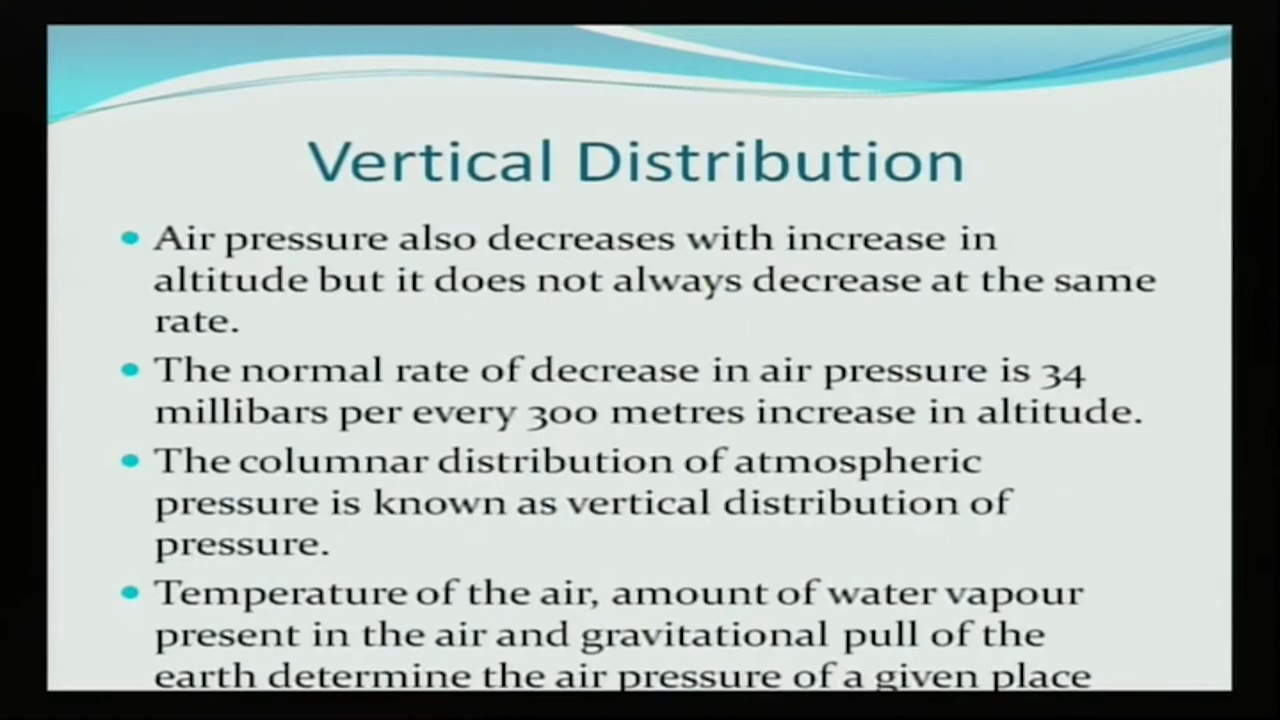 Vertical Distribution
• Air pressure also decreases with increase in
altitude but it does not always decrease at the same
rate.
• The normal rate of decrease in air pressure is 34
millibars per every 300 metres increase in altitude.
• The columnar distribution of atmospheric
pressure is known as vertical distribution of
pressure.
• Temperature of the air, amount of water vapour
present in the air and gravitational pull of the
earth determine the air pressure of a given place